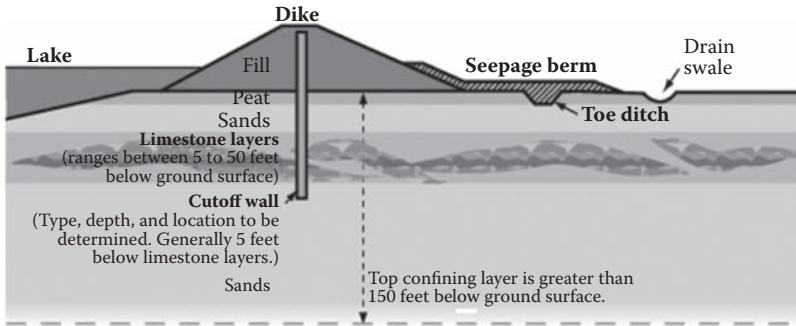 Dike
Lake
Fill
Seepage berm
Drain
swale
Peat
Toe ditch
Sands
Limestone layers
(ranges between 5 to 50 feet
below ground surface)
Cutoff wall
(Type, depth, and location to be
determined. Generally 5 feet
below limestone layers.)
Sands
Top confining layer is greater than
150 feet below ground surface.